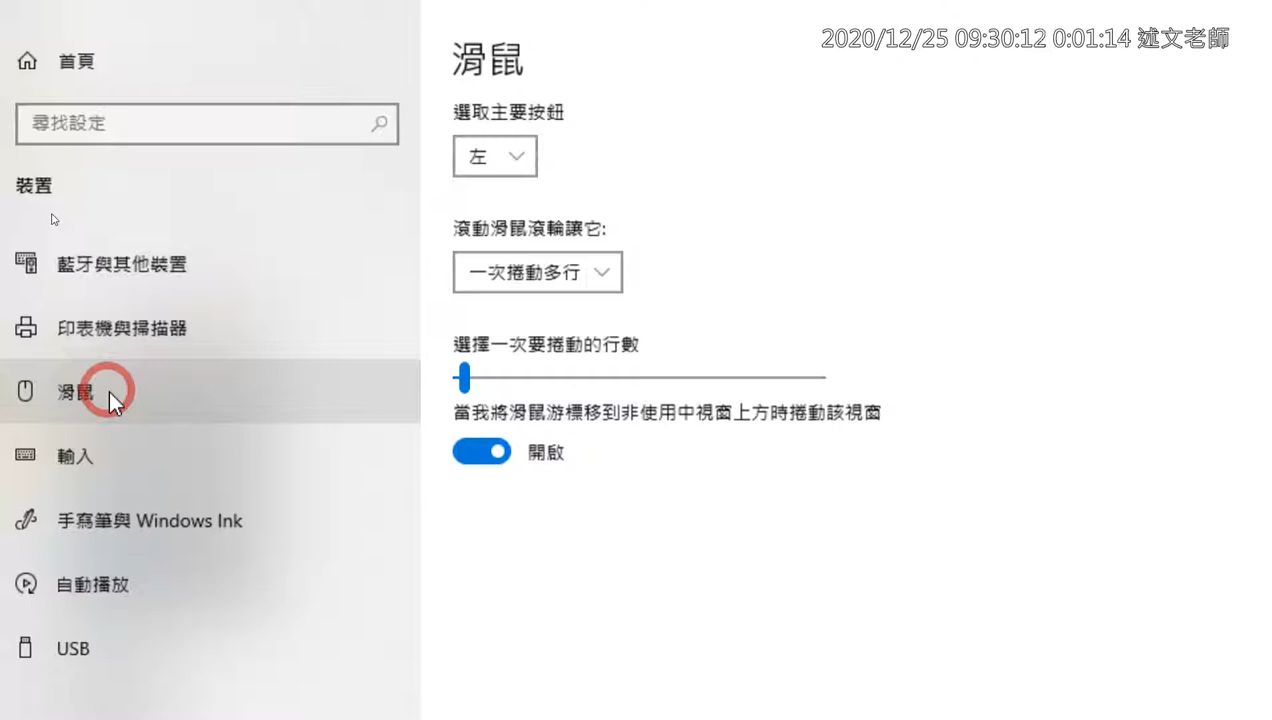 2020/12/25 09:30:12 0:01:14 述文老師
首頁
尋找設定
裝置
藍牙與其他裝置
印表機與掃描器
滑鼠
輸入
手寫筆與 Windows Ink
自動播放
USB
滑鼠
選取主要按鈕
左
滾動滑鼠滾輪讓它:
一次捲動多行
選擇一次要捲動的行數
當我將滑鼠游標移到非使用中視窗上方時捲動該視窗
開啟